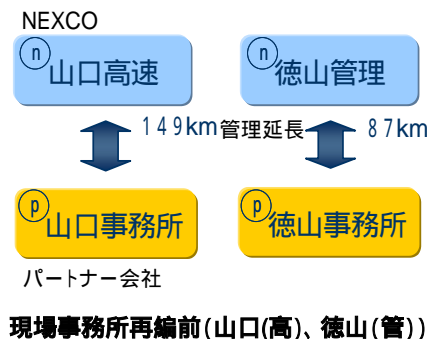 NEXCO
n 山口高速
n 徳山管理
149km 管理延長 87km
p 山口事務所
p 徳山事務所
パートナー会社
現場事務所再編前(山口(高)、徳山(管))